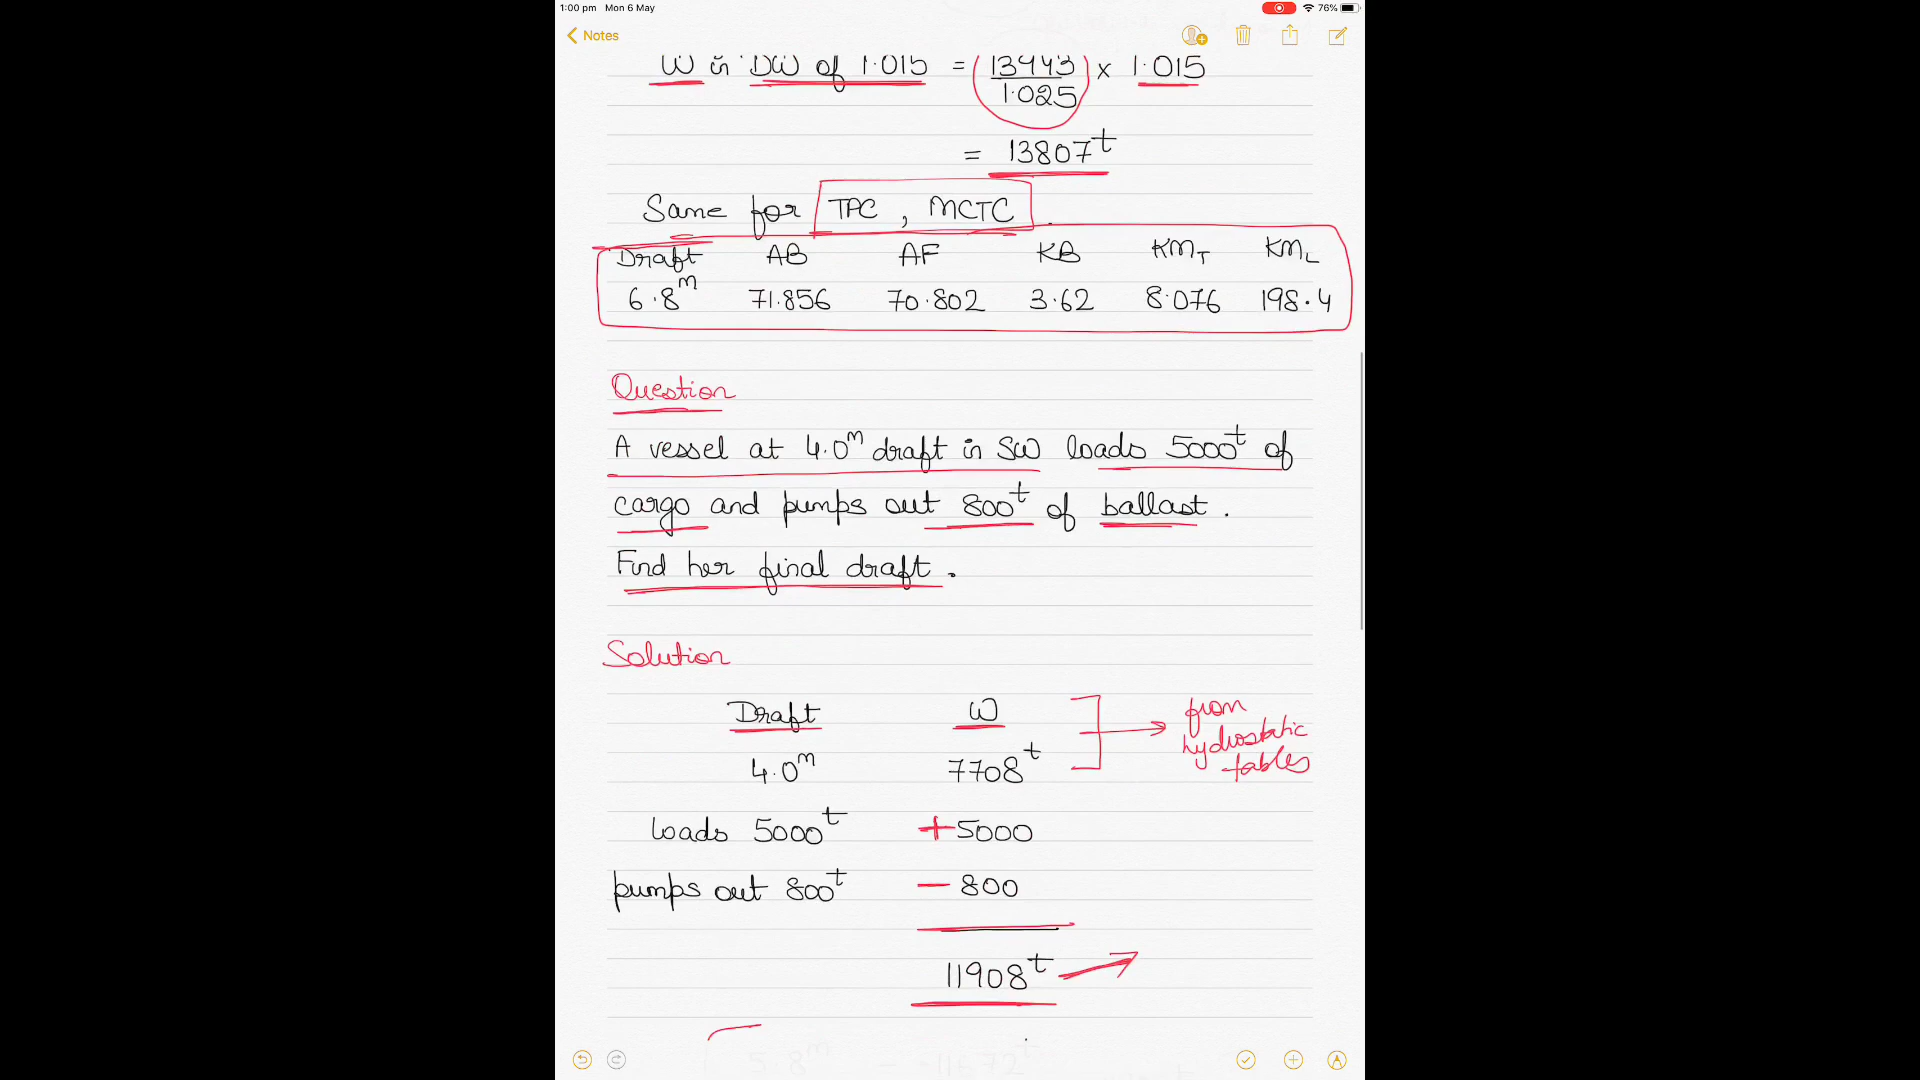 1:00 pm Mon 6 May
76%
Notes
W in DW of 1.015 = 13943 x 1.015
1.025
= 13807t
Same for TPC, MCTC.
Draft AB AF KB KMT KML
6.8m 71.856 70.802 3.62 8.076 198.4
Question
A vessel at 4.0m draft in SW loads 5000t of
cargo and pumps out 800t of ballast.
Find her final draft.
Solution
Draft W
from
hydrostatic
tables
4.0m 7708t
loads 5000t +5000
pumps out 800t - 800
11908t
5.8m = 11572t